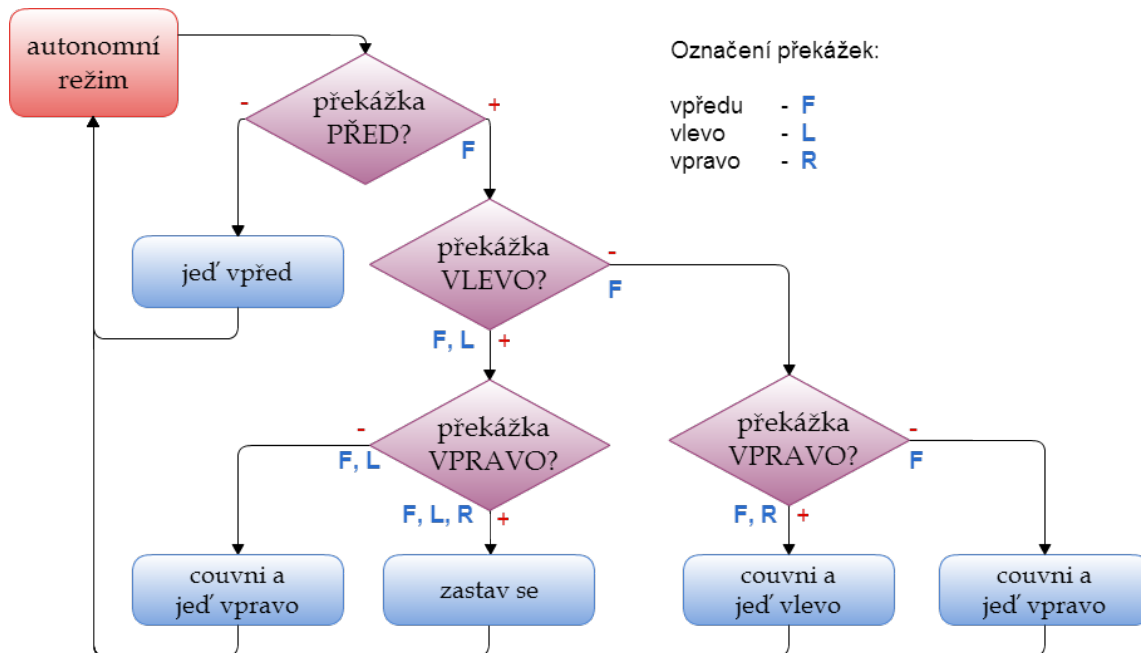 autonomní
režim
Označení překážek:
vpředu - F
vlevo - L
vpravo - R
překážka
PŘED?
-
+
F
jeď vpřed
překážka
VLEVO?
-
F
F, L +
překážka
VPRAVO?
-
F, L
F, L, R +
překážka
VPRAVO?
-
F
F, R +
couvni a
jeď vpravo
zastav se
couvni a
jeď vlevo
couvni a
jeď vpravo